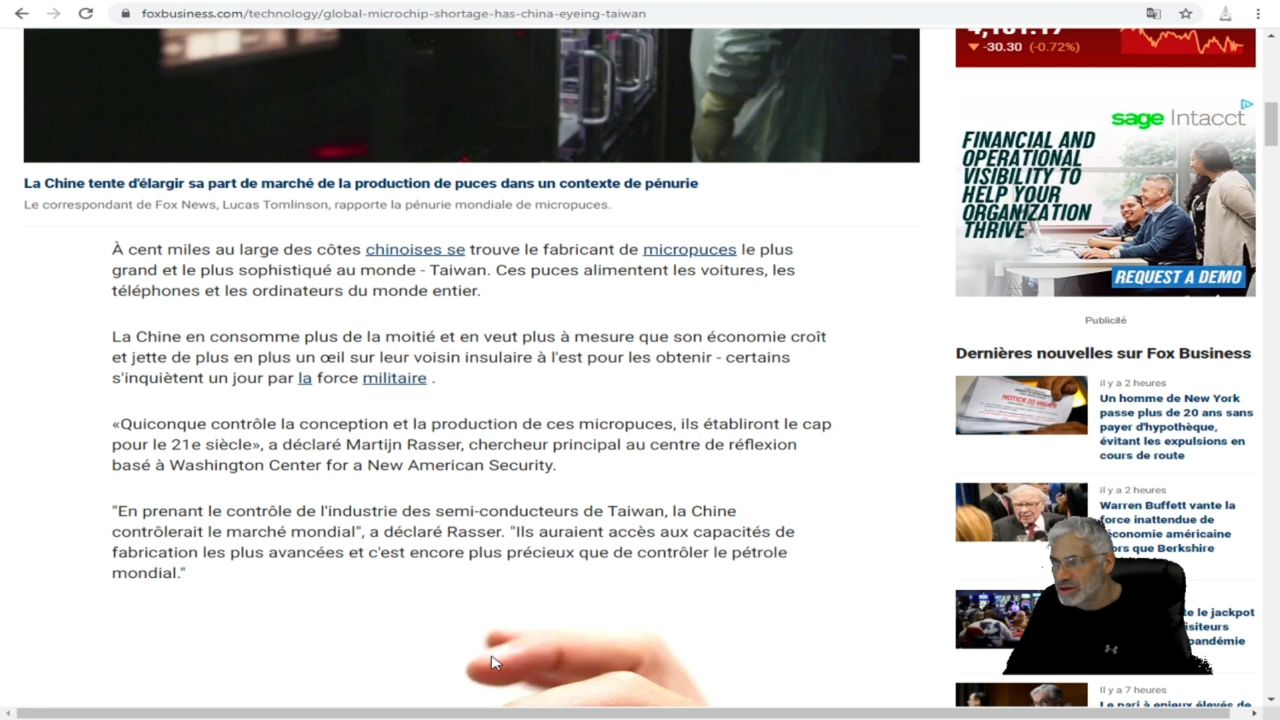 foxbusiness.com/technology/global-microchip-shortage-has-china-eyeing-taiwan
-30.30 (-0.72%)
La Chine tente d'élargir sa part de marché de la production de puces dans un contexte de pénurie
Le correspondant de Fox News, Lucas Tomlinson, rapporte la pénurie mondiale de micropuces.
À cent miles au large des côtes chinoises se trouve le fabricant de micropuces le plus
grand et le plus sophistiqué au monde - Taiwan. Ces puces alimentent les voitures, les
téléphones et les ordinateurs du monde entier.
La Chine en consomme plus de la moitié et en veut plus à mesure que son économie croît
et jette de plus en plus un œil sur leur voisin insulaire à l'est pour les obtenir - certains
s'inquiètent un jour par la force militaire .
«Quiconque contrôle la conception et la production de ces micropuces, ils établiront le cap
pour le 21e siècle», a déclaré Martijn Rasser, chercheur principal au centre de réflexion
basé à Washington Center for a New American Security.
"En prenant le contrôle de l'industrie des semi-conducteurs de Taiwan, la Chine
contrôlerait le marché mondial", a déclaré Rasser. "Ils auraient accès aux capacités de
fabrication les plus avancées et c'est encore plus précieux que de contrôler le pétrole
mondial."
sage Intacct
FINANCIAL AND
OPERATIONAL
VISIBILITY TO
HELP YOUR
ORGANIZATION
THRIVE
REQUEST A DEMO
Publicité
Dernières nouvelles sur Fox Business
il y a 2 heures
Un homme de New York
passe plus de 20 ans sans
payer d'hypothèque,
évitant les expulsions en
cours de route
NOTICE TO VACATE
il y a 2 heures
Warren Buffett vante la
force inattendue de
économie américaine
ors que Berkshire
te le jackpot
isiteurs
pandémie
Il y a 7 heures
Le pari à enjeux élevés de